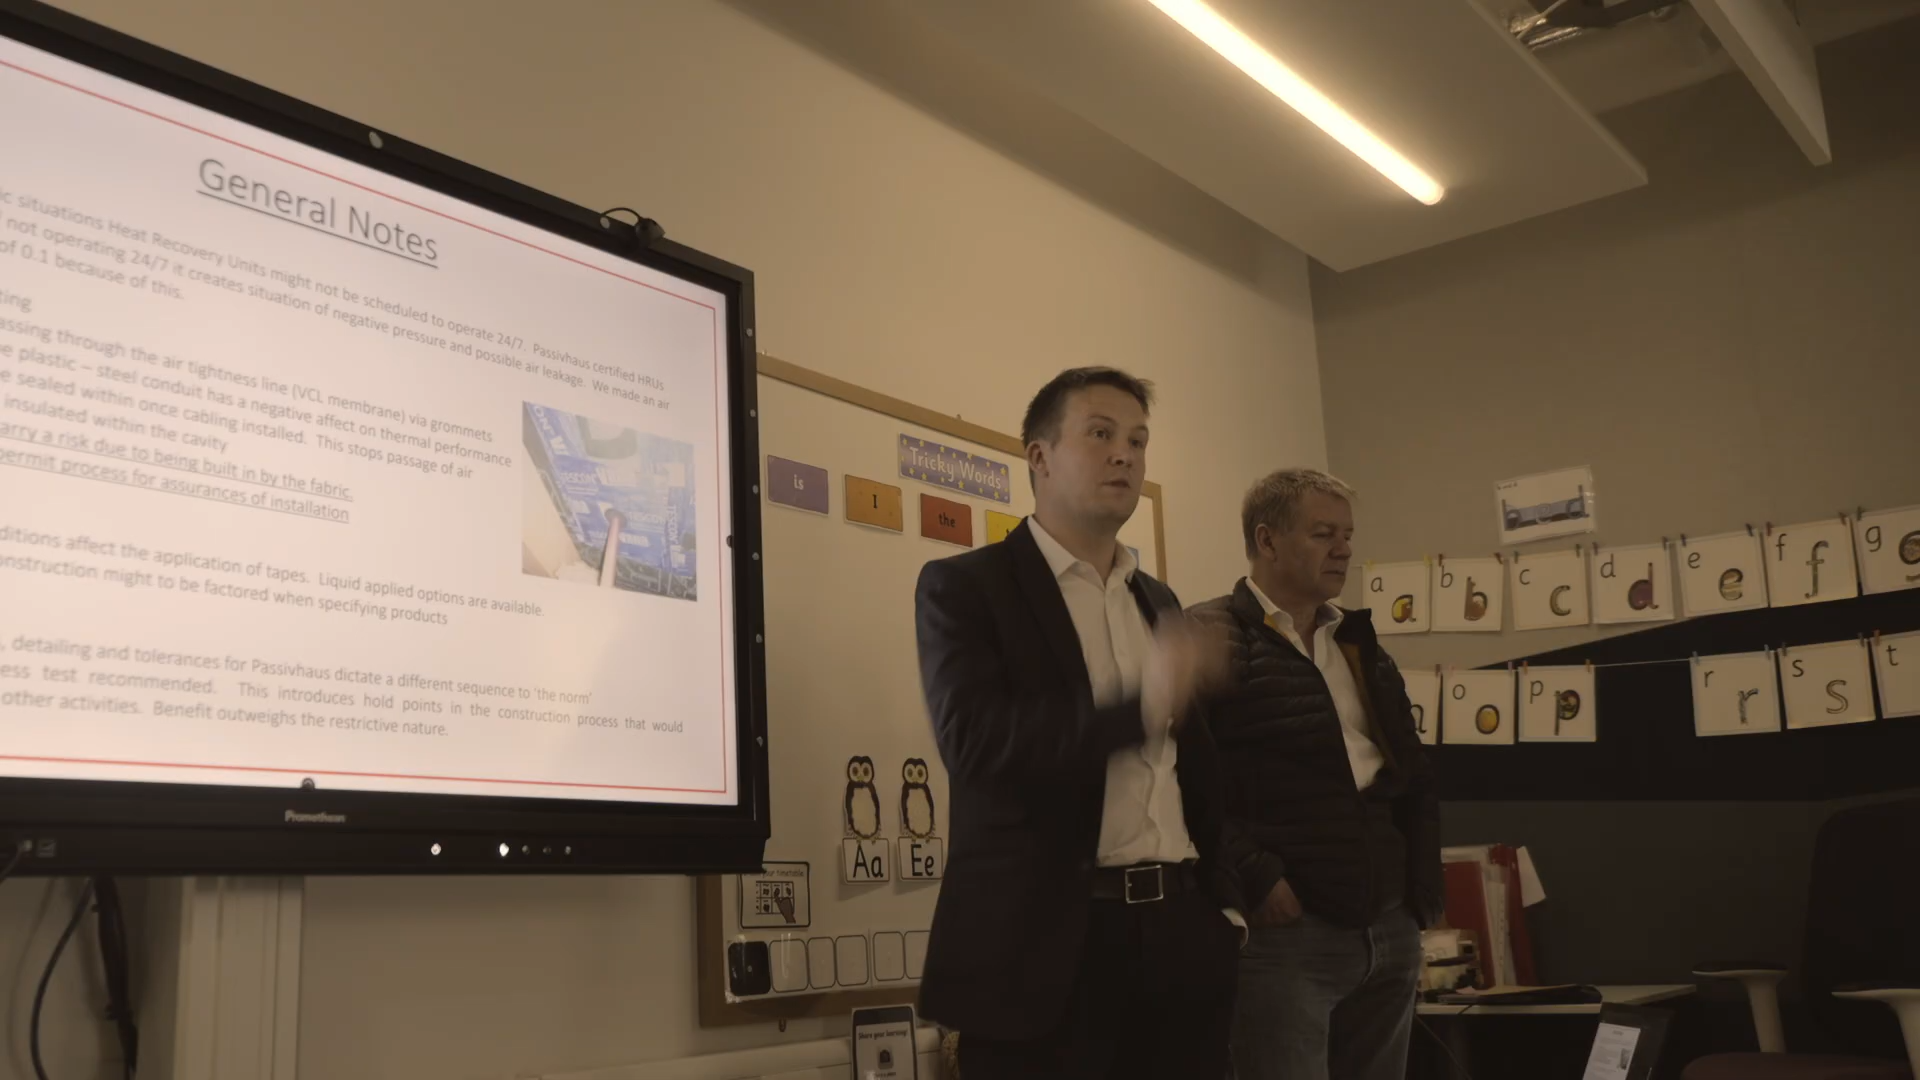 General Notes
ic situations Heat Recovery Units might not be scheduled to operate 24/7. Passivhaus certified HRUs
not operating 24/7 it creates situation of negative pressure and possible air leakage. We made an air
of 0.1 because of this.
ting
assing through the air tightness line (VCL membrane) via grommets
e plastic – steel conduit has a negative affect on thermal performance
e sealed within once cabling installed. This stops passage of air
insulated within the cavity
arry a risk due to being built in by the fabric.
permit process for assurances of installation
ditions affect the application of tapes. Liquid applied options are available.
onstruction might to be factored when specifying products
, detailing and tolerances for Passivhaus dictate a different sequence to 'the norm'
ess test recommended. This introduces hold points in the construction process that would
other activities. Benefit outweighs the restrictive nature.
Promethean
Tricky Words
is
I
the
Aa
Ee
your timetable
Share your learning!
a a
b b
c c
d d
e e
f f
g g
n
o o
p p
r r
s s
t